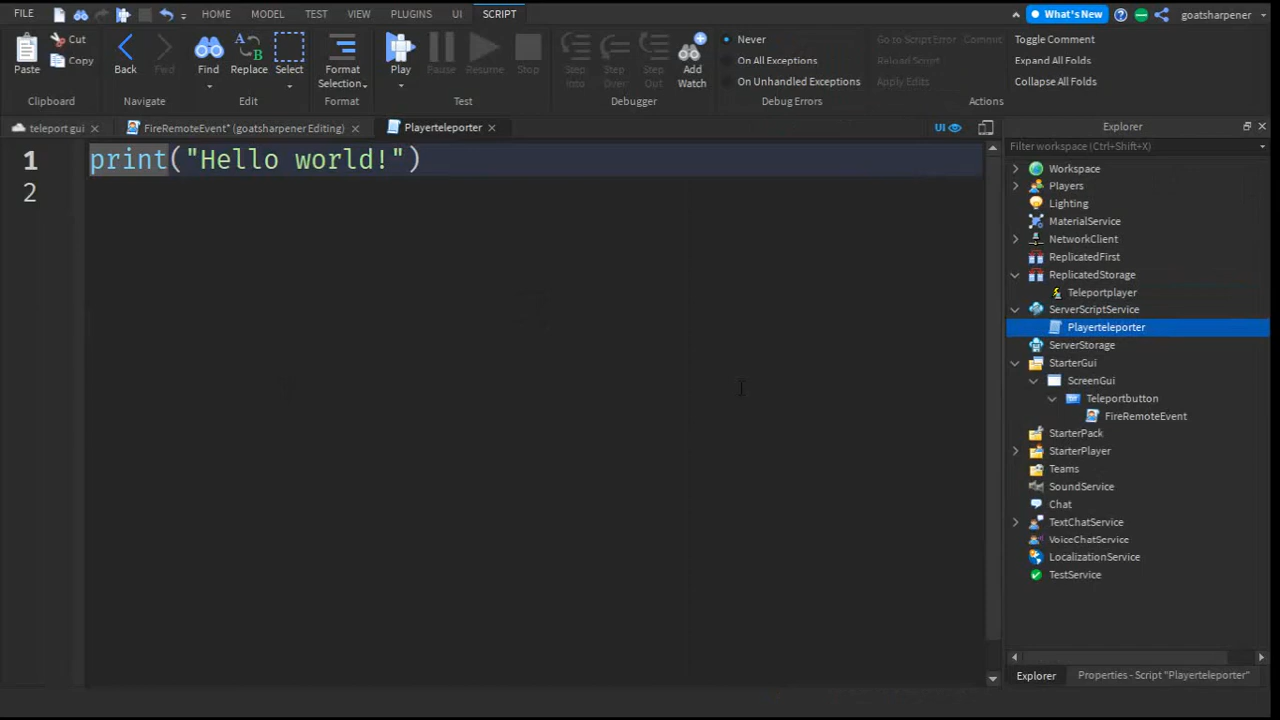 FILE HOME MODEL TEST VIEW PLUGINS UI SCRIPT What's New goatsharpener
Paste Cut Copy Back Find Replace Select Format Selection Play Pause Resume Stop Step Into Step Over Step Out Add Watch Never On All Exceptions On Unhandled Exceptions Go to Script Error Commit Reload Script Apply Edits Toggle Comment Expand All Folds Collapse All Folds
Clipboard Navigate Edit Format Test Debugger Debug Errors Actions
teleport gui FireRemoteEvent* (goatsharpener Editing) Playerteleporter UI
1 print("Hello world!")
2
Explorer
Filter workspace (Ctrl+Shift+X)
Workspace
Players
Lighting
MaterialService
NetworkClient
ReplicatedFirst
ReplicatedStorage
Teleportplayer
ServerScriptService
Playerteleporter
ServerStorage
StarterGui
ScreenGui
Teleportbutton
FireRemoteEvent
StarterPack
StarterPlayer
Teams
SoundService
Chat
TextChatService
VoiceChatService
LocalizationService
TestService
Explorer Properties - Script "Playerteleporter"